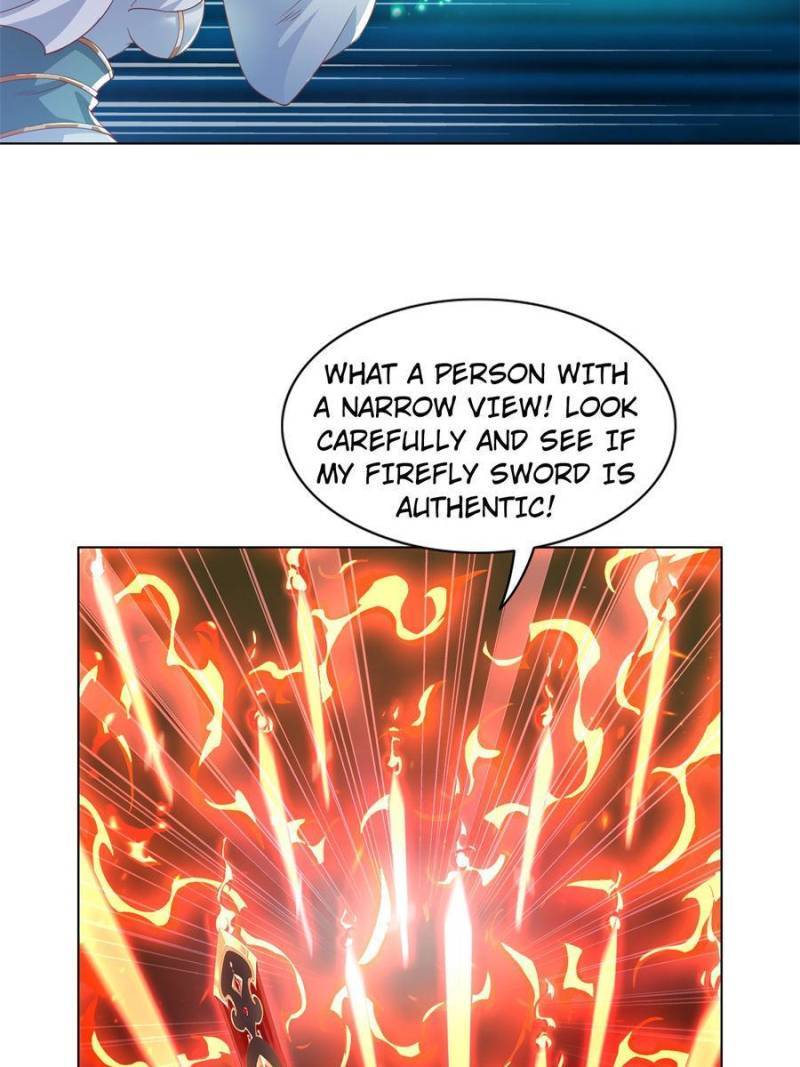 WHAT A PERSON WITH
A NARROW VIEW! LOOK
CAREFULLY AND SEE IF
MY FIREFLY SWORD IS
AUTHENTIC!